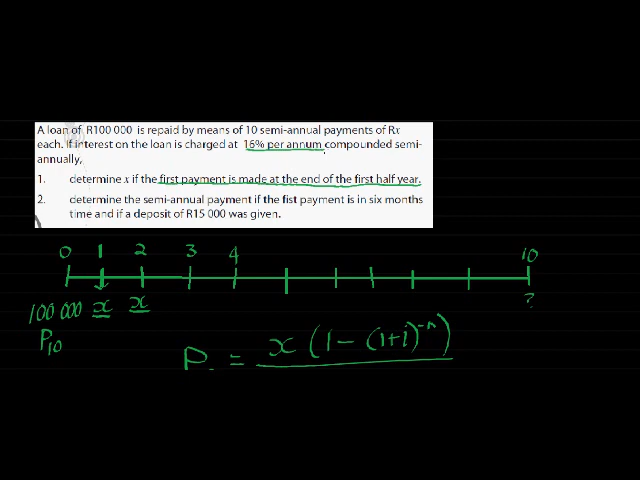 A loan of R100 000 is repaid by means of 10 semi-annual payments of Rx
each. If interest on the loan is charged at 16% per annum compounded semi-
annually,
1. determine x if the first payment is made at the end of the first half year.
2. determine the semi-annual payment if the fist payment is in six months
time and if a deposit of R15 000 was given.
0 1 2 3 4 10
100 000 x x ?
P10
P = x (1 - (1+i)^-n)